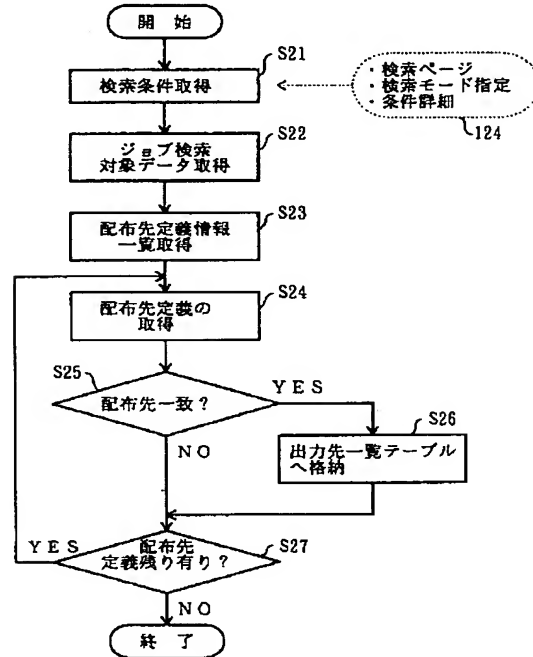 開 始
S21
検索条件取得
・検索ページ
・検索モード指定
・条件詳細
124
S22
ジョブ検索
対象データ取得
S23
配布先定義情報
一覧取得
S24
配布先定義の
取得
S25
配布先一致？
YES
NO
S26
出力先一覧テーブル
へ格納
YES
配布先
定義残り有り？
S27
NO
終 了